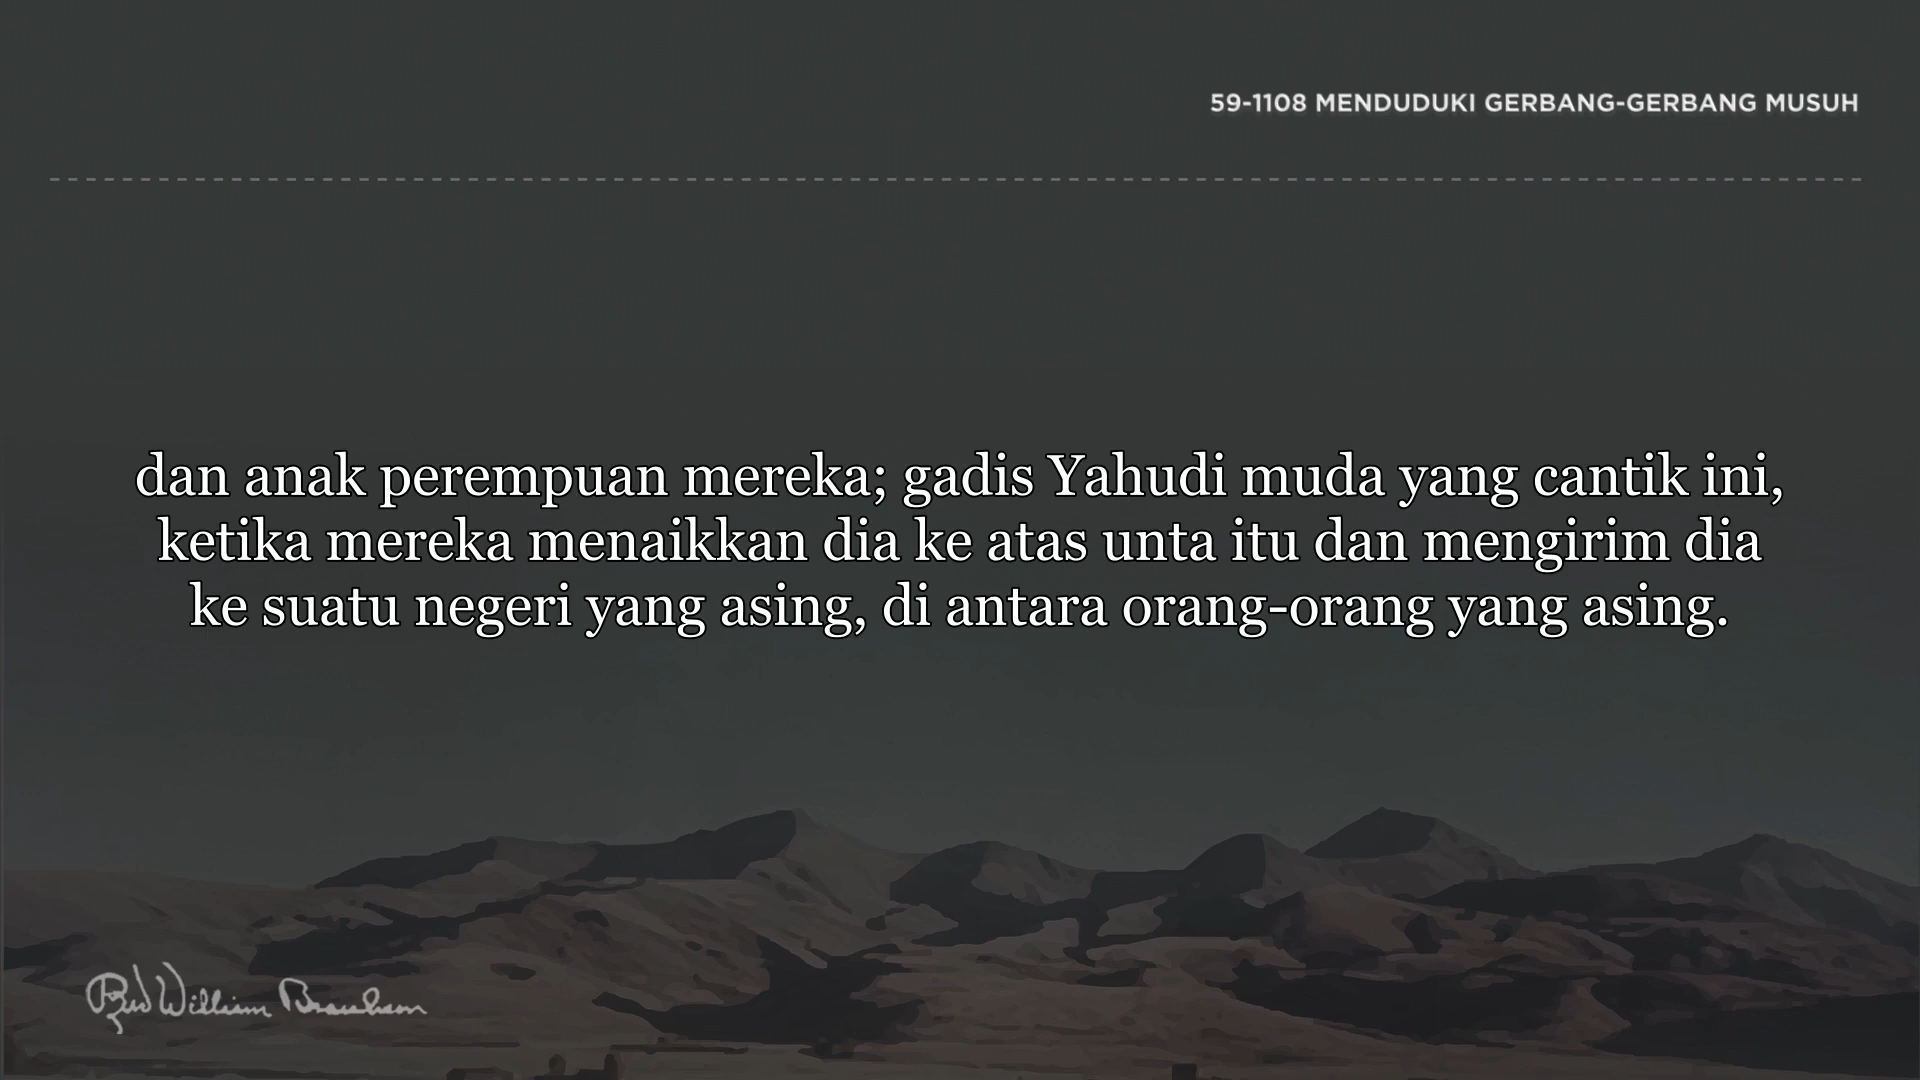 59-1108 MENDUDUKI GERBANG-GERBANG MUSUH
dan anak perempuan mereka; gadis Yahudi muda yang cantik ini,
ketika mereka menaikkan dia ke atas unta itu dan mengirim dia
ke suatu negeri yang asing, di antara orang-orang yang asing.
Rev William Branham